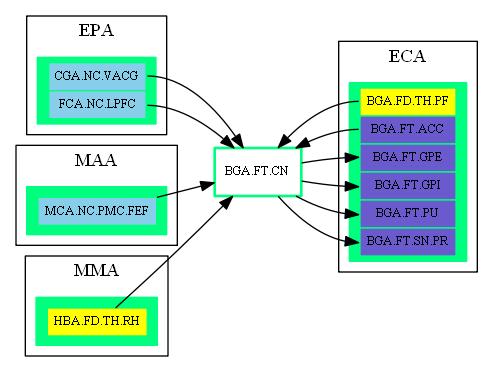 EPA
CGA.NC.VACG
FCA.NC.LPFC
MAA
MCA.NC.PMC.FEF
MMA
HBA.FD.TH.RH
BGA.FT.CN
ECA
BGA.FD.TH.PF
BGA.FT.ACC
BGA.FT.GPE
BGA.FT.GPI
BGA.FT.PU
BGA.FT.SN.PR